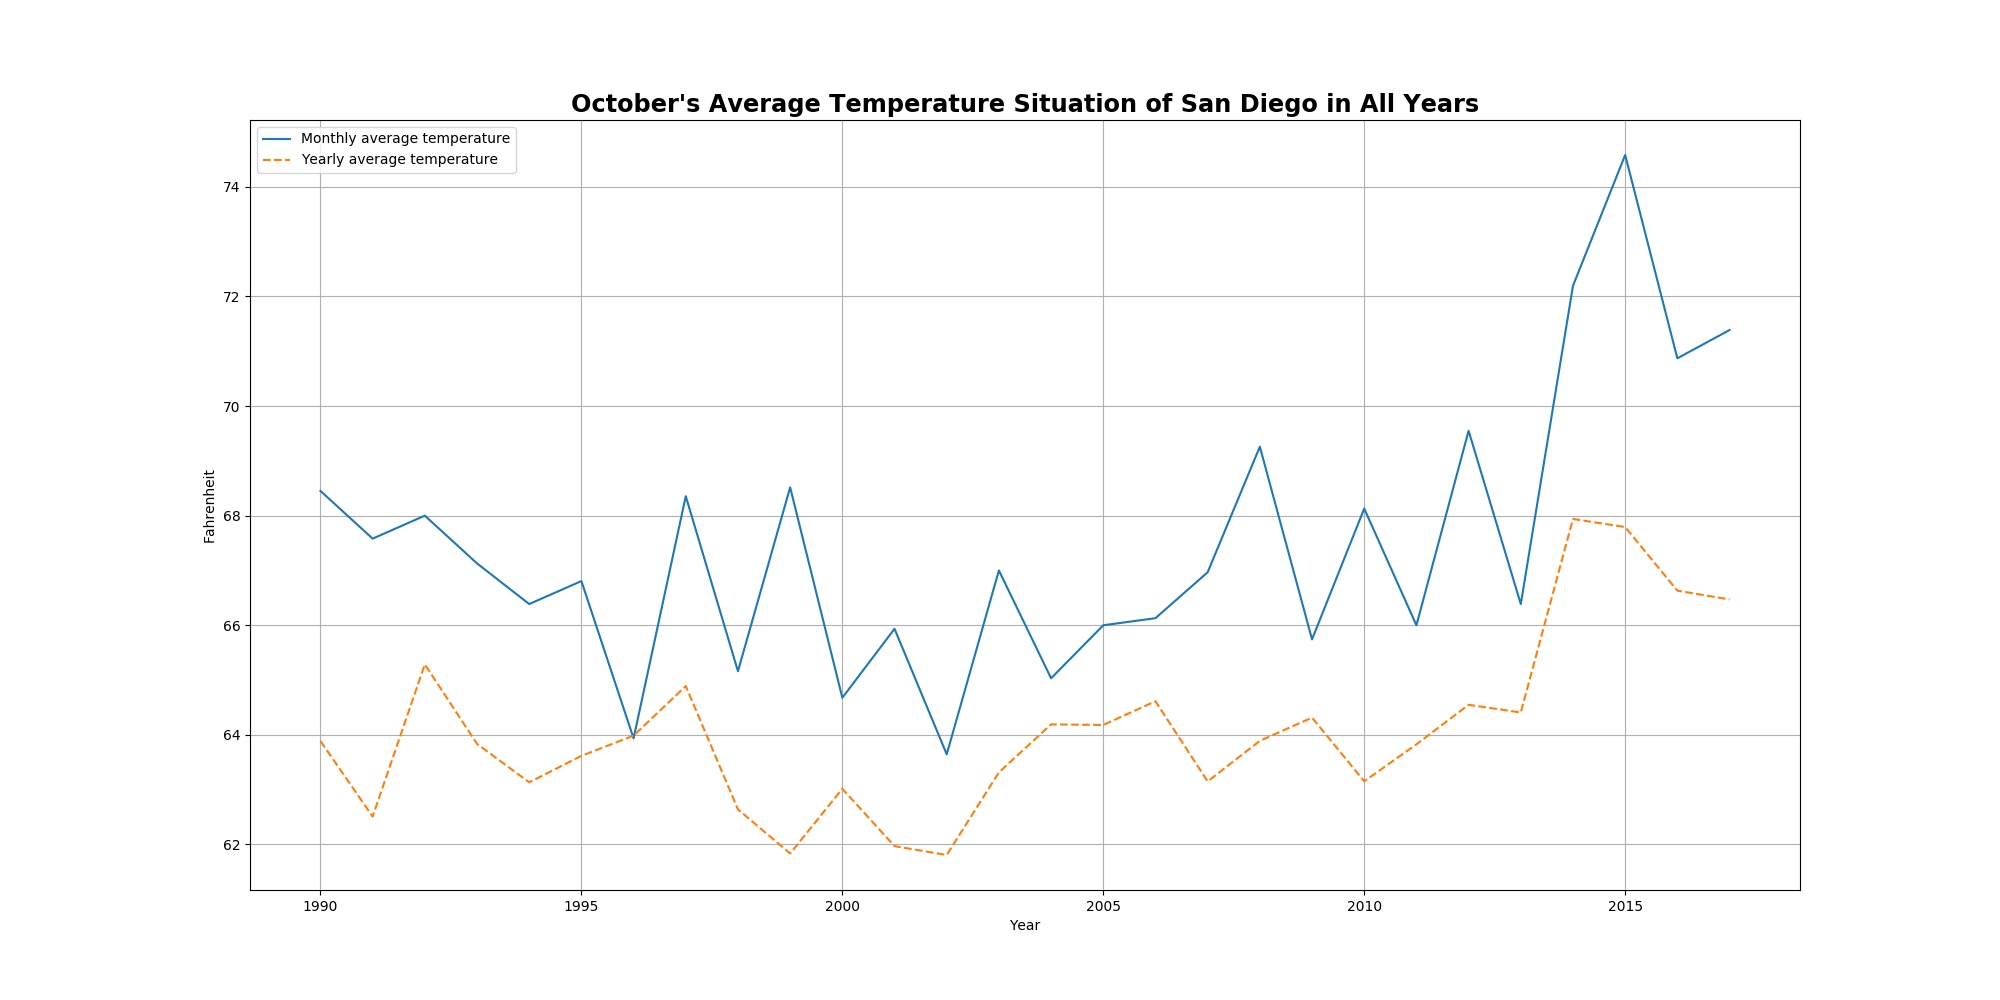 October's Average Temperature Situation of San Diego in All Years
Monthly average temperature
Yearly average temperature
74
72
70
68
66
64
62
Fahrenheit
1990 1995 2000 2005 2010 2015
Year